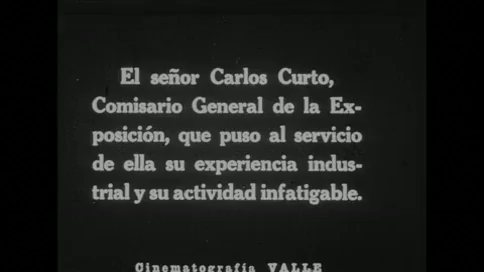 El señor Carlos Curto,
Comisario General de la Ex-
posición, que puso al servicio
de ella su experiencia indus-
trial y su actividad infatigable.
Cinematografía VALLE